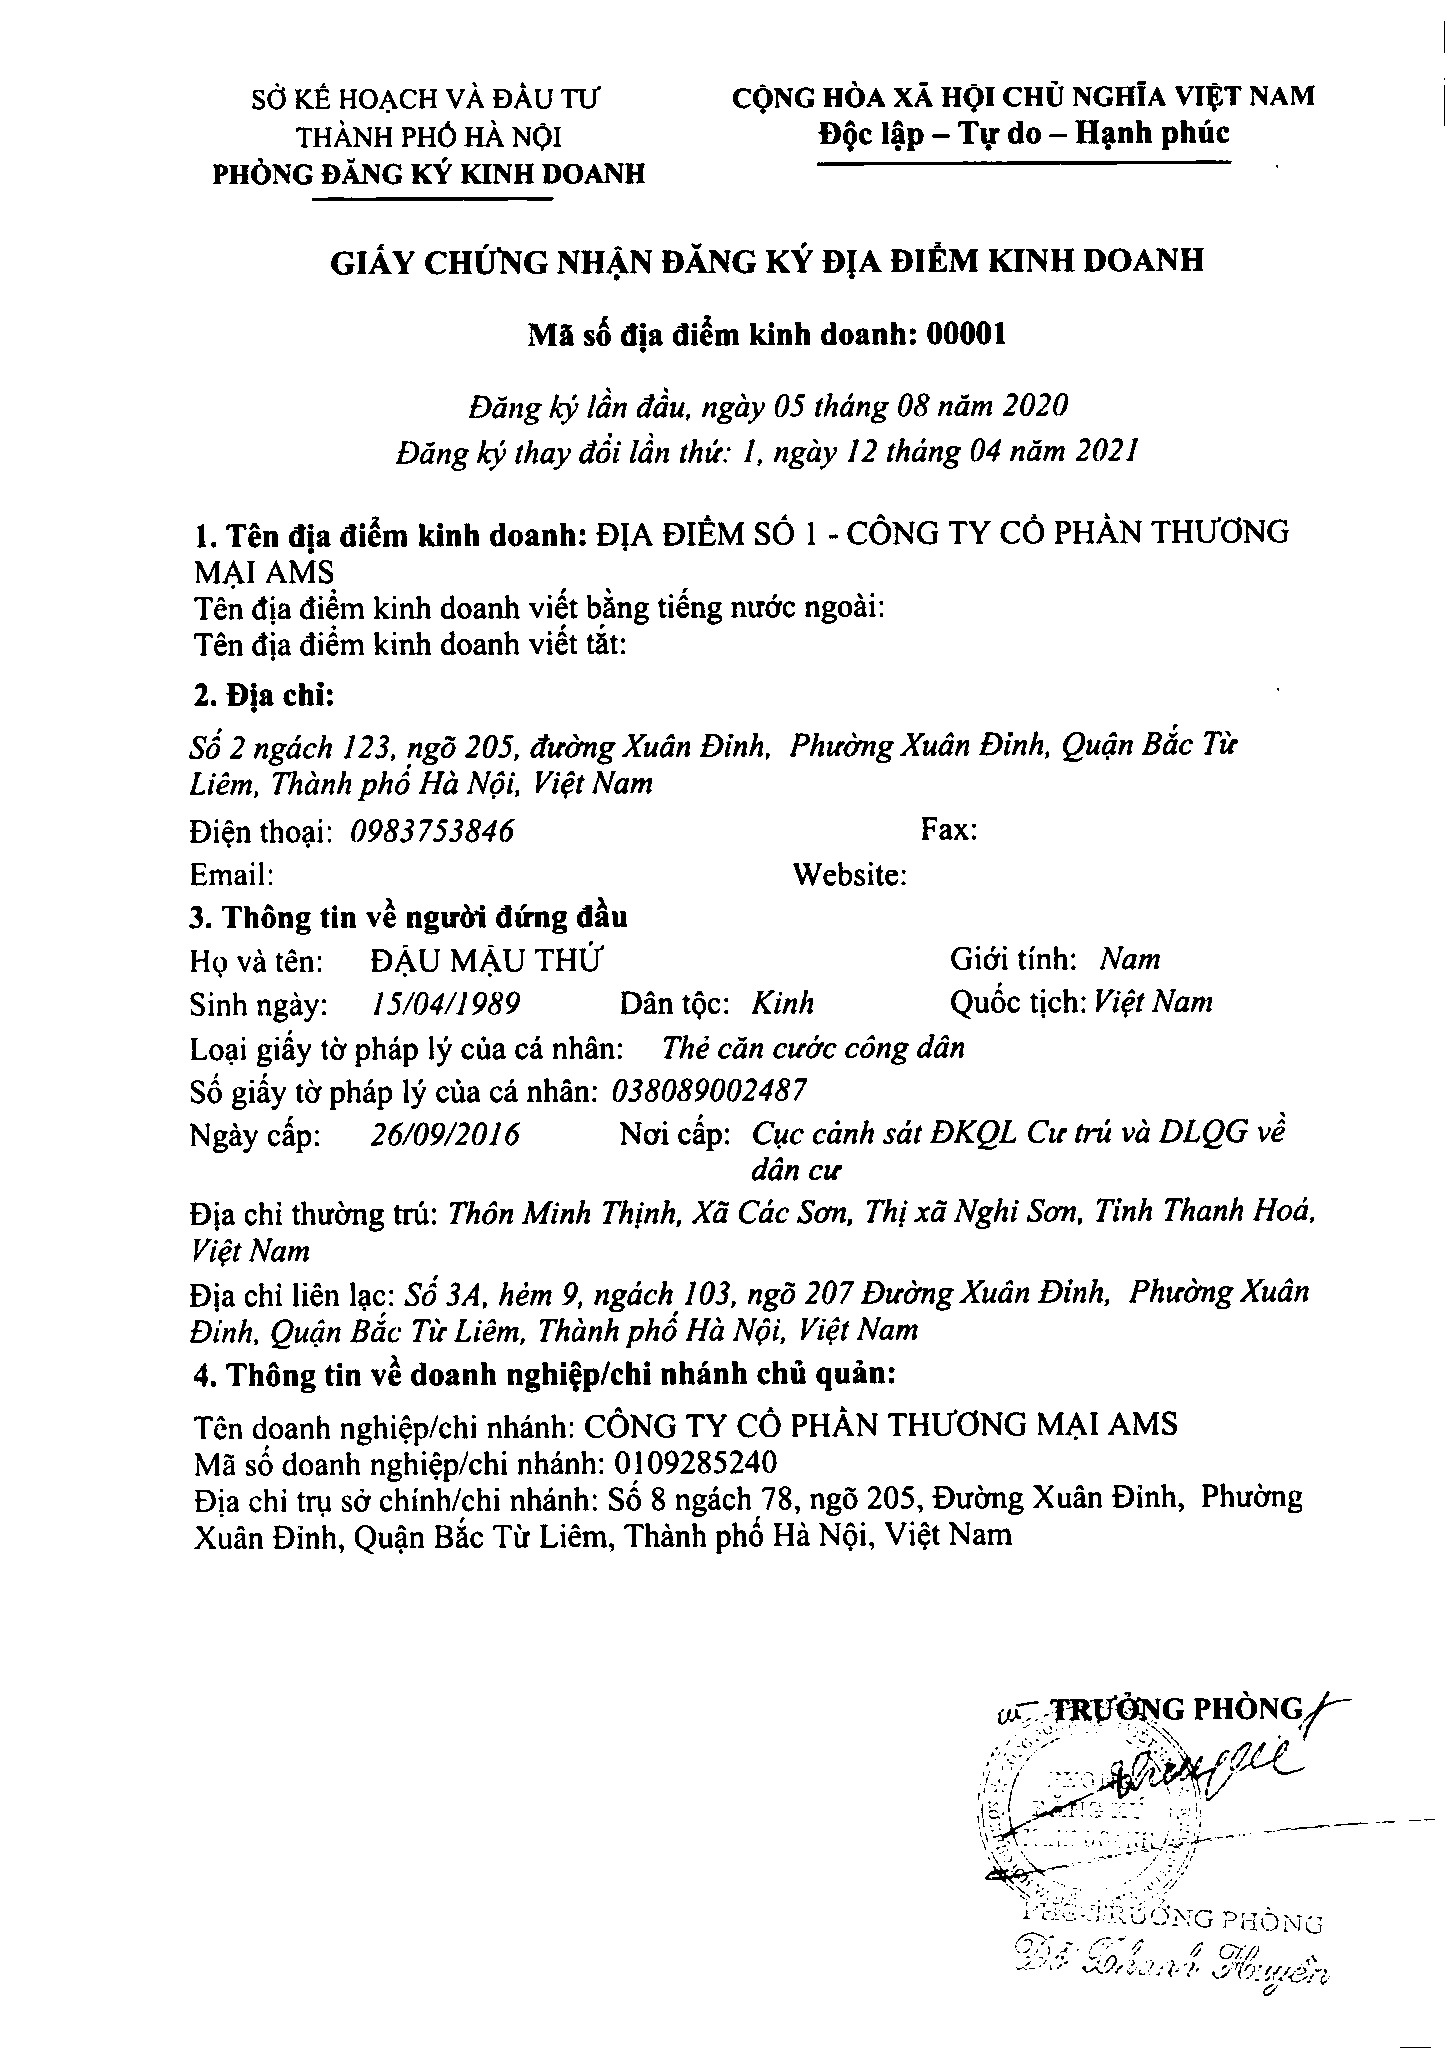 SỞ KẾ HOẠCH VÀ ĐẦU TƯ
THÀNH PHỐ HÀ NỘI
PHÒNG ĐĂNG KÝ KINH DOANH
CỘNG HÒA XÃ HỘI CHỦ NGHĨA VIỆT NAM
Độc lập – Tự do – Hạnh phúc
GIẤY CHỨNG NHẬN ĐĂNG KÝ ĐỊA ĐIỂM KINH DOANH
Mã số địa điểm kinh doanh: 00001
Đăng ký lần đầu, ngày 05 tháng 08 năm 2020
Đăng ký thay đổi lần thứ: 1, ngày 12 tháng 04 năm 2021
1. Tên địa điểm kinh doanh: ĐỊA ĐIỂM SỐ 1 - CÔNG TY CỔ PHẦN THƯƠNG
MẠI AMS
Tên địa điểm kinh doanh viết bằng tiếng nước ngoài:
Tên địa điểm kinh doanh viết tắt:
2. Địa chỉ:
Số 2 ngách 123, ngõ 205, đường Xuân Đỉnh, Phường Xuân Đỉnh, Quận Bắc Từ
Liêm, Thành phố Hà Nội, Việt Nam
Điện thoại: 0983753846 Fax:
Email: Website:
3. Thông tin về người đứng đầu
Họ và tên: ĐẬU MẬU THỨ Giới tính: Nam
Sinh ngày: 15/04/1989 Dân tộc: Kinh Quốc tịch: Việt Nam
Loại giấy tờ pháp lý của cá nhân: Thẻ căn cước công dân
Số giấy tờ pháp lý của cá nhân: 038089002487
Ngày cấp: 26/09/2016 Nơi cấp: Cục cảnh sát ĐKQL Cư trú và DLQG về
dân cư
Địa chỉ thường trú: Thôn Minh Thịnh, Xã Các Sơn, Thị xã Nghi Sơn, Tỉnh Thanh Hoá,
Việt Nam
Địa chỉ liên lạc: Số 3A, hẻm 9, ngách 103, ngõ 207 Đường Xuân Đỉnh, Phường Xuân
Đỉnh, Quận Bắc Từ Liêm, Thành phố Hà Nội, Việt Nam
4. Thông tin về doanh nghiệp/chi nhánh chủ quản:
Tên doanh nghiệp/chi nhánh: CÔNG TY CỔ PHẦN THƯƠNG MẠI AMS
Mã số doanh nghiệp/chi nhánh: 0109285240
Địa chỉ trụ sở chính/chi nhánh: Số 8 ngách 78, ngõ 205, Đường Xuân Đỉnh, Phường
Xuân Đỉnh, Quận Bắc Từ Liêm, Thành phố Hà Nội, Việt Nam
TRƯỞNG PHÒNG
PHÒNG
ĐĂNG KÝ
KINH DOANH
PHÓ TRƯỞNG PHÒNG
Đỗ Thanh Huyền